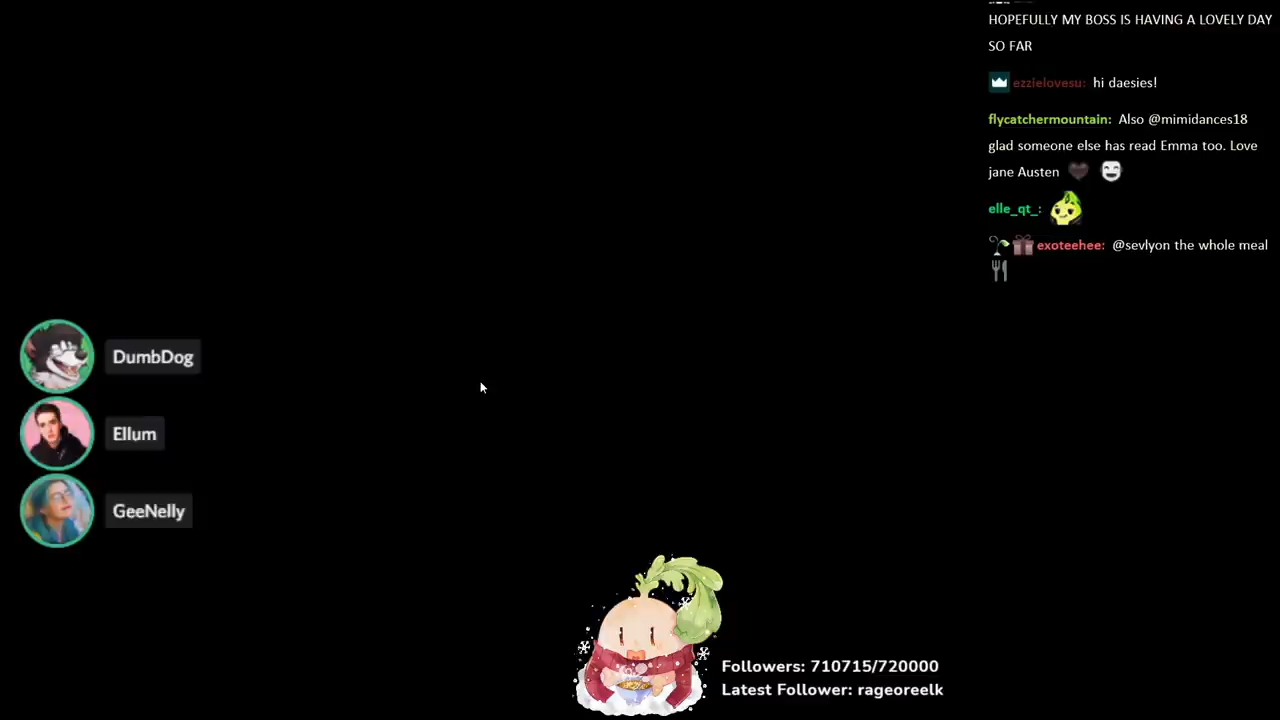 HOPEFULLY MY BOSS IS HAVING A LOVELY DAY
SO FAR
ezzielovesu: hi daesies!
flycatchermountain: Also @mimidances18
glad someone else has read Emma too. Love
jane Austen
elle_qt_:
exoteehee: @sevlyon the whole meal
DumbDog
Ellum
GeeNelly
Followers: 710715/720000
Latest Follower: rageoreelk